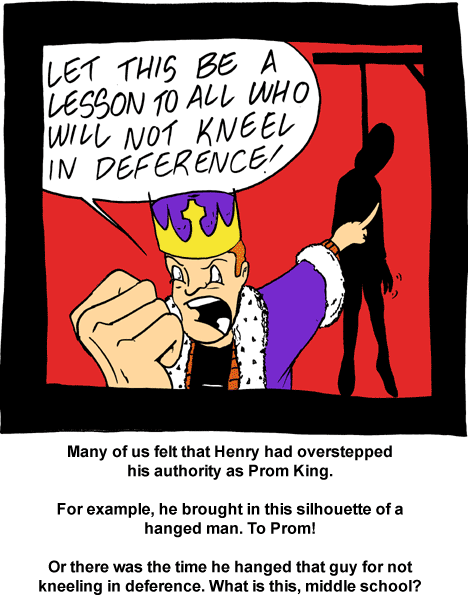 LET THIS BE A
LESSON TO ALL WHO
WILL NOT KNEEL
IN DEFERENCE!
Many of us felt that Henry had overstepped
his authority as Prom King.
For example, he brought in this silhouette of a
hanged man. To Prom!
Or there was the time he hanged that guy for not
kneeling in deference. What is this, middle school?